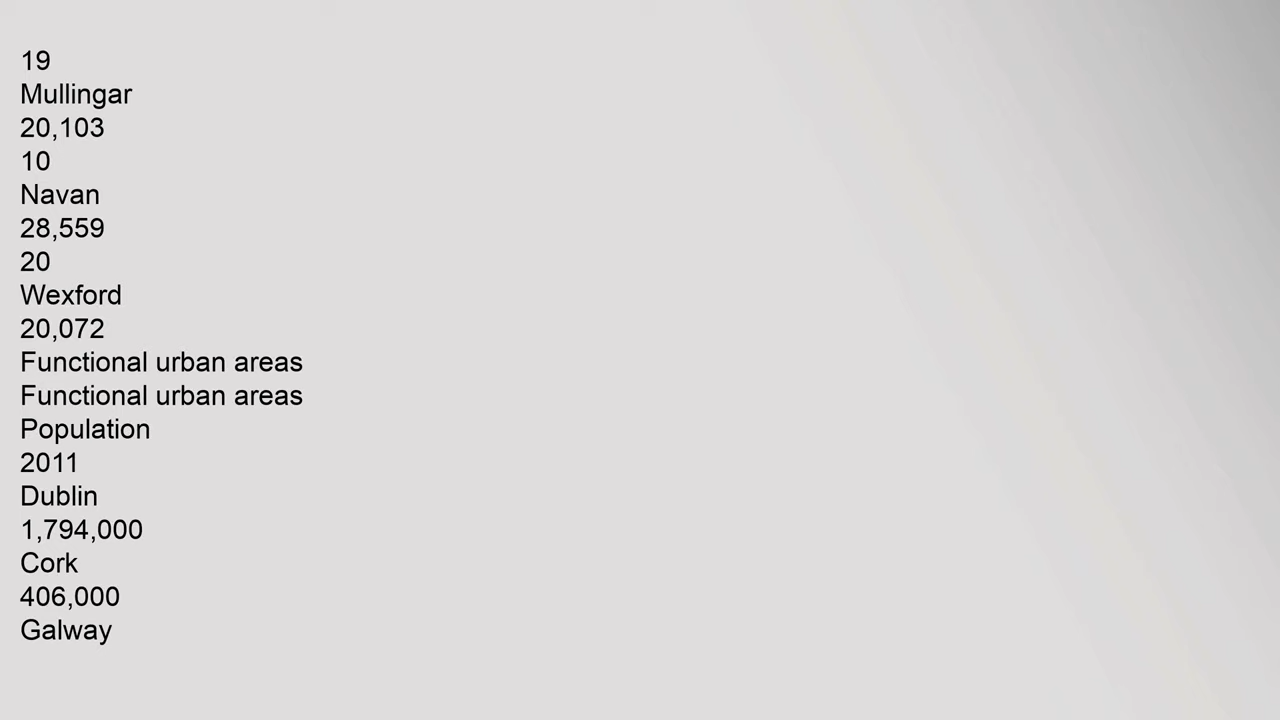 19
Mullingar
20,103
10
Navan
28,559
20
Wexford
20,072
Functional urban areas
Functional urban areas
Population
2011
Dublin
1,794,000
Cork
406,000
Galway